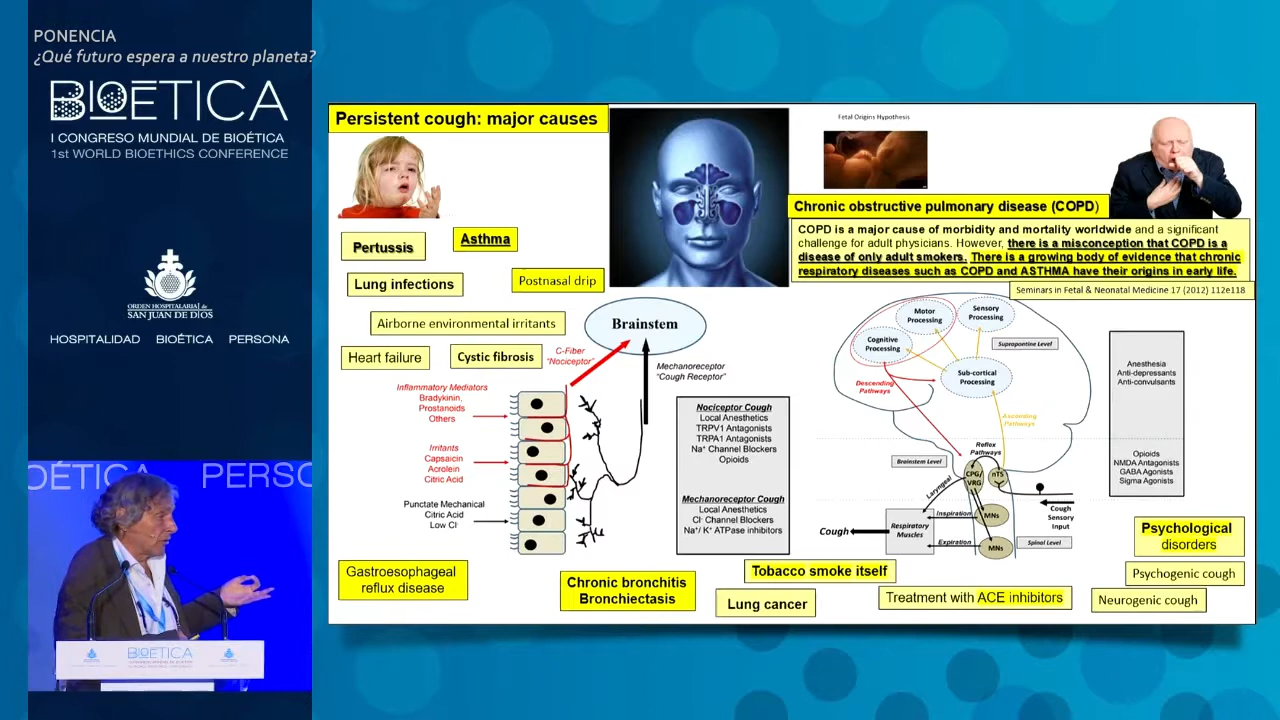 PONENCIA
¿Qué futuro espera a nuestro planeta?
BIOÉTICA
I CONGRESO MUNDIAL DE BIOÉTICA
1st WORLD BIOETHICS CONFERENCE
ORDEN HOSPITALARIA DE
SAN JUAN DE DIOS
HOSPITALIDAD BIOÉTICA PERSONA
OÉTICA PERSO
BIOÉTICA
Persistent cough: major causes
Pertussis
Asthma
Lung infections
Postnasal drip
Airborne environmental irritants
Heart failure
Cystic fibrosis
Fetal Origins Hypothesis
Chronic obstructive pulmonary disease (COPD)
COPD is a major cause of morbidity and mortality worldwide and a significant
challenge for adult physicians. However, there is a misconception that COPD is a
disease of only adult smokers. There is a growing body of evidence that chronic
respiratory diseases such as COPD and ASTHMA have their origins in early life.
Seminars in Fetal & Neonatal Medicine 17 (2012) 112e118
Brainstem
C-Fiber
"Nociceptor"
Mechanoreceptor
"Cough Receptor"
Inflammatory Mediators
Bradykinin,
Prostanoids
Others
Irritants
Capsaicin
Acrolein
Citric Acid
Punctate Mechanical
Citric Acid
Low Cl-
Nociceptor Cough
Local Anesthetics
TRPV1 Antagonists
TRPA1 Antagonists
Na+ Channel Blockers
Opioids
Mechanoreceptor Cough
Local Anesthetics
Cl- Channel Blockers
Na+/ K+ ATPase inhibitors
Motor
Processing
Sensory
Processing
Cognitive
Processing
Suprapontine Level
Sub-cortical
Processing
Descending
Pathways
Ascending
Pathways
Reflex
Pathways
Brainstem Level
CPG
VRG
nTS
Laryngeal
Inspiration
MNs
Cough
Respiratory
Muscles
Expiration
MNs
Spinal Level
Cough
Sensory
Input
Anesthesia
Anti-depressants
Anti-convulsants
Opioids
NMDA Antagonists
GABA Agonists
Sigma Agonists
Gastroesophageal
reflux disease
Chronic bronchitis
Bronchiectasis
Tobacco smoke itself
Lung cancer
Treatment with ACE inhibitors
Psychological
disorders
Psychogenic cough
Neurogenic cough